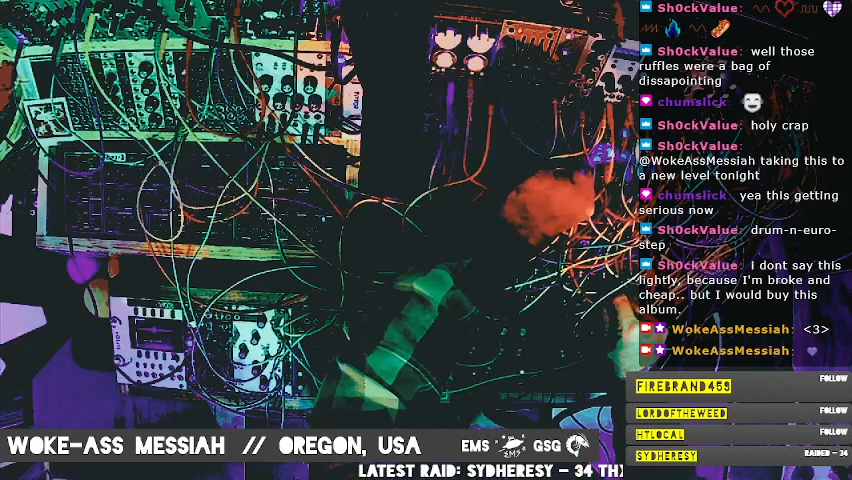 Sh0ckValue:
Sh0ckValue: well those
ruffles were a bag of
dissapointing
chumslick:
Sh0ckValue: holy crap
Sh0ckValue:
@WokeAssMessiah taking this to
a new level tonight
chumslick: yea this getting
serious now
Sh0ckValue: drum-n-euro-
step
Sh0ckValue: I dont say this
lightly, because I'm broke and
cheap.. but I would buy this
album.
WokeAssMessiah: <3>
WokeAssMessiah:
FIREBRAND459 FOLLOW
LORDOFTHEWEED FOLLOW
HTLOCAL FOLLOW
SYDHERESY RAIDED - 34
WOKE-ASS MESSIAH // OREGON, USA EMS EMS GSG
LATEST RAID: SYDHERESY - 34